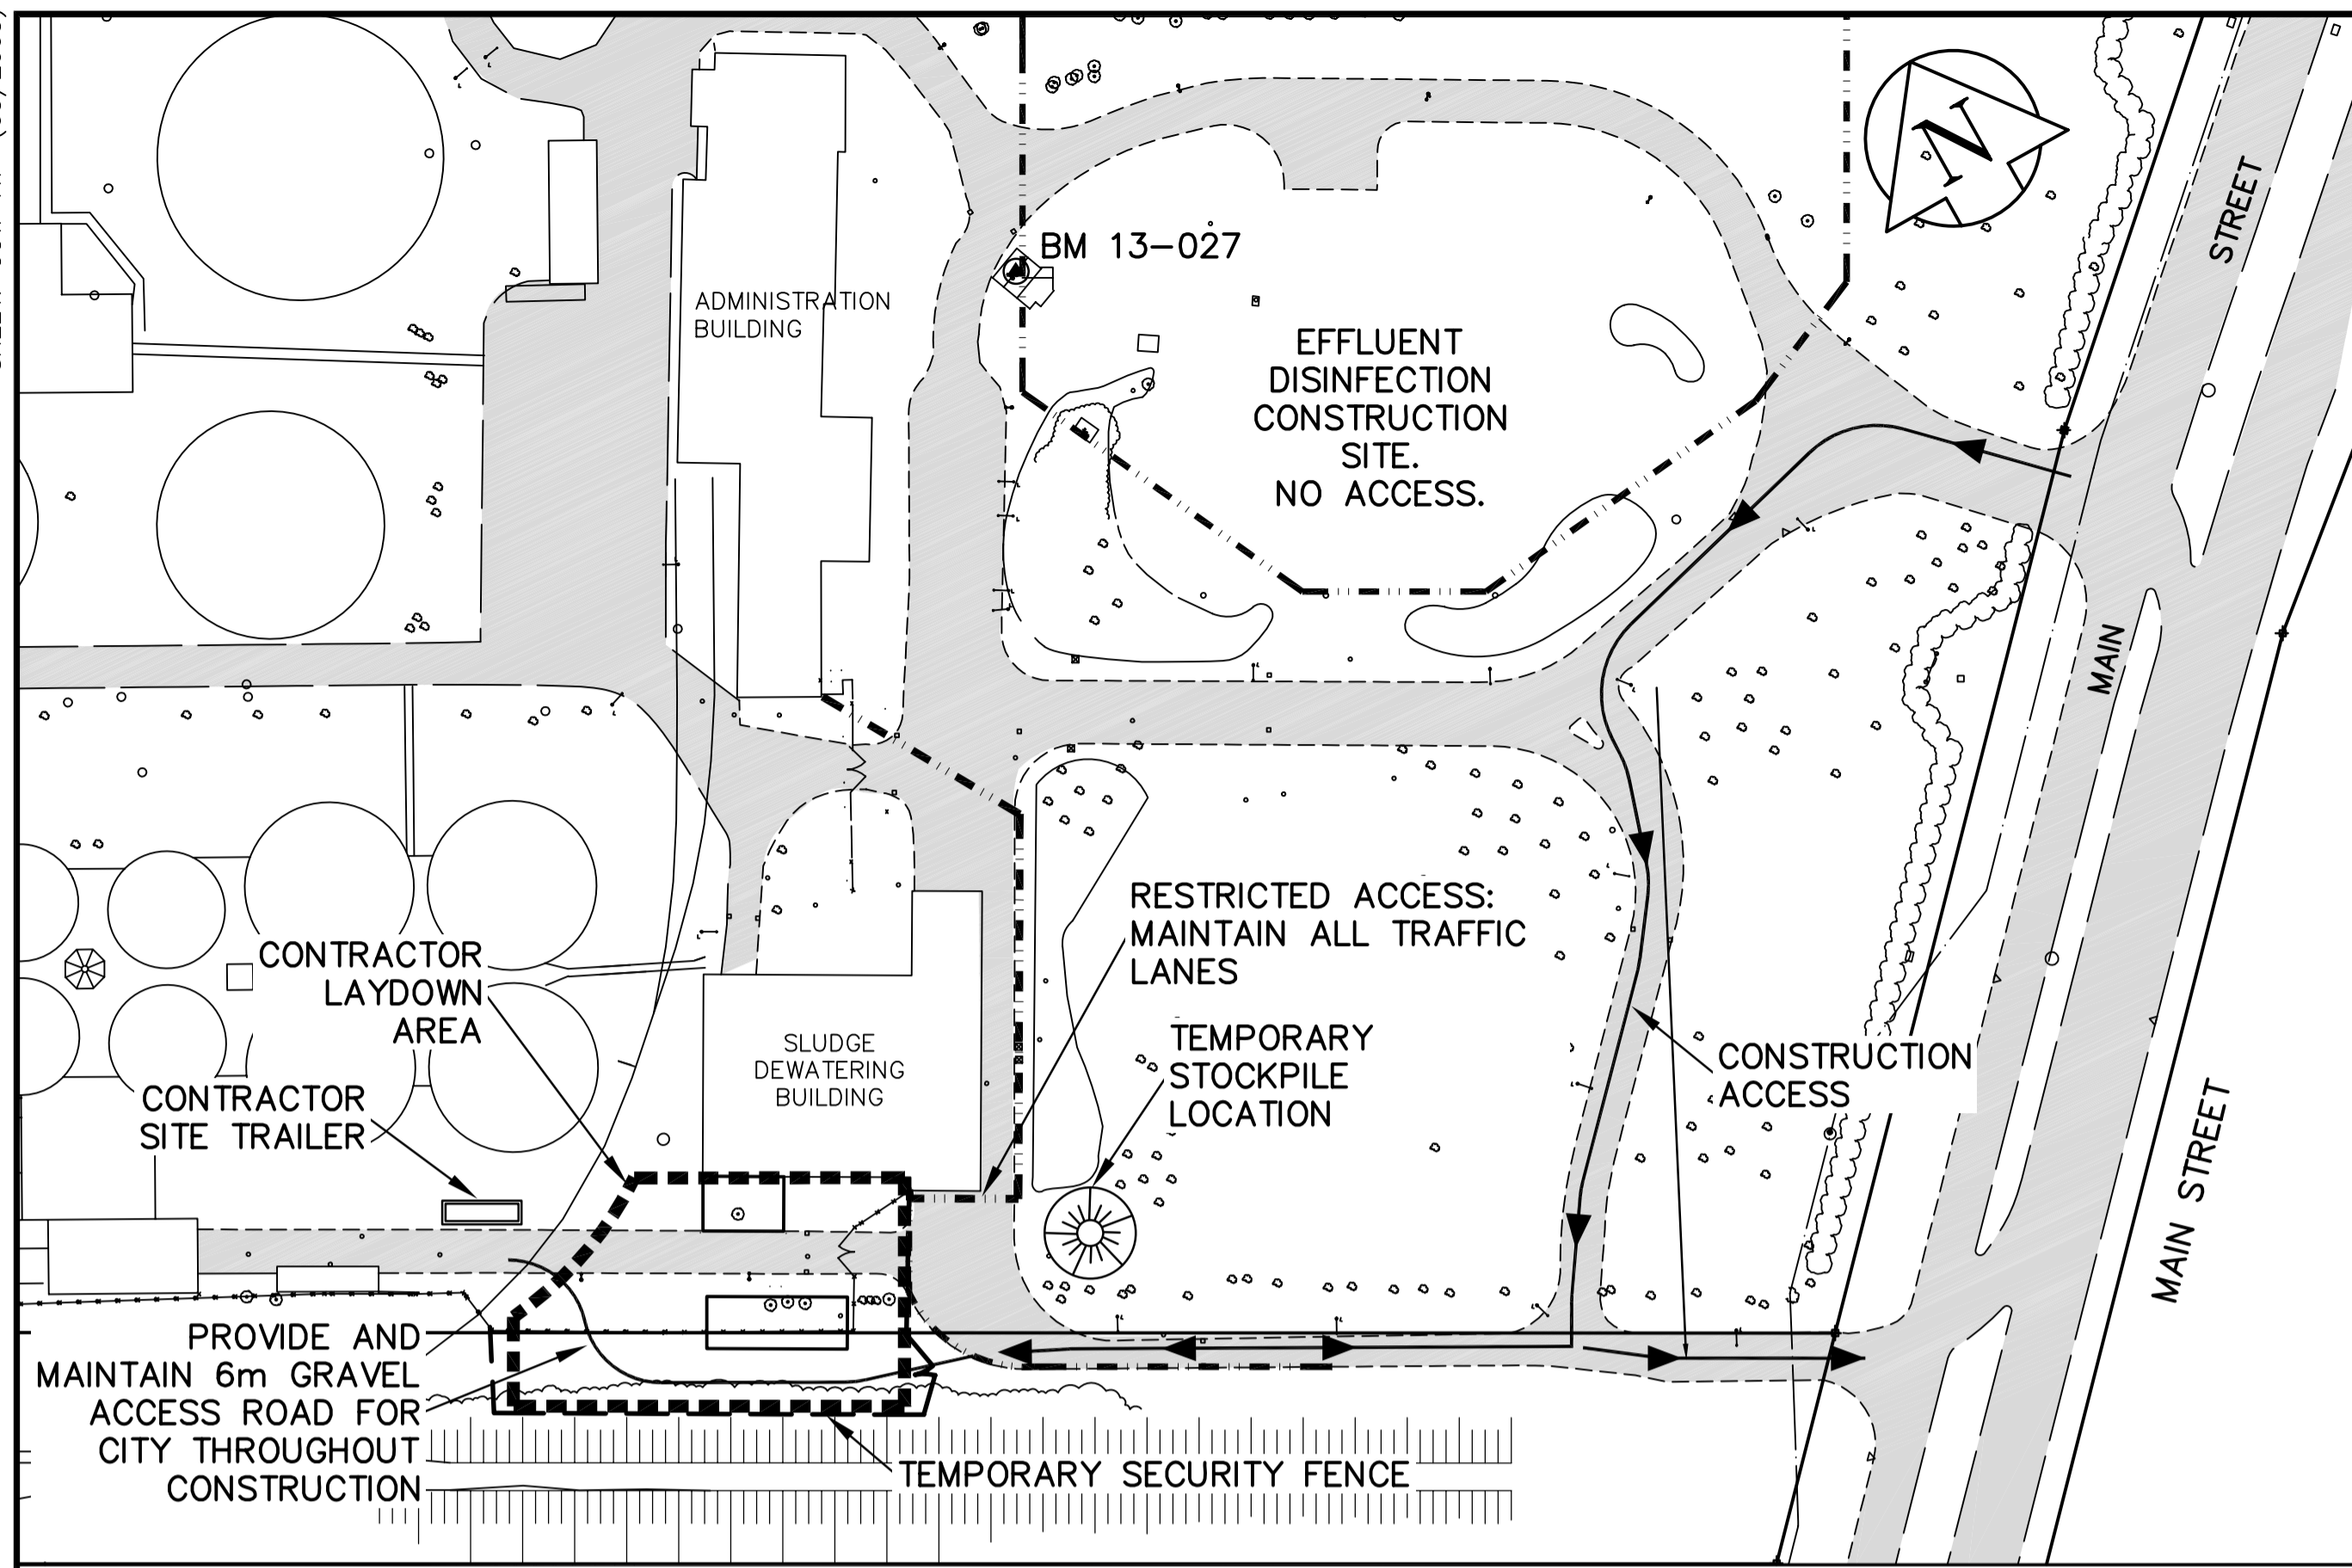 N
STREET
BM 13-027
ADMINISTRATION
BUILDING
EFFLUENT
DISINFECTION
CONSTRUCTION
SITE.
NO ACCESS.
MAIN
RESTRICTED ACCESS:
MAINTAIN ALL TRAFFIC
LANES
CONTRACTOR
LAYDOWN
AREA
SLUDGE
DEWATERING
BUILDING
TEMPORARY
STOCKPILE
LOCATION
CONSTRUCTION
ACCESS
CONTRACTOR
SITE TRAILER
MAIN STREET
PROVIDE AND
MAINTAIN 6m GRAVEL
ACCESS ROAD FOR
CITY THROUGHOUT
CONSTRUCTION
TEMPORARY SECURITY FENCE